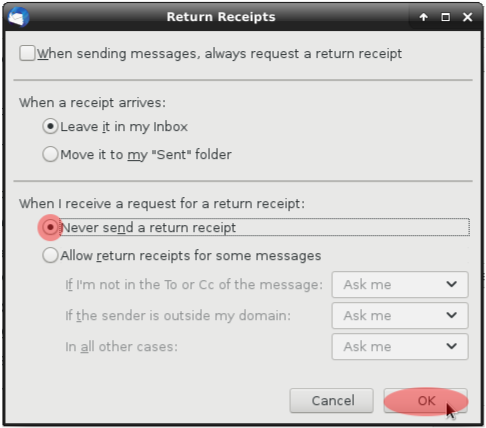 Return Receipts
When sending messages, always request a return receipt
When a receipt arrives:
Leave it in my Inbox
Move it to my "Sent" folder
When I receive a request for a return receipt:
Never send a return receipt
Allow return receipts for some messages
If I'm not in the To or Cc of the message: Ask me
If the sender is outside my domain: Ask me
In all other cases: Ask me
Cancel OK